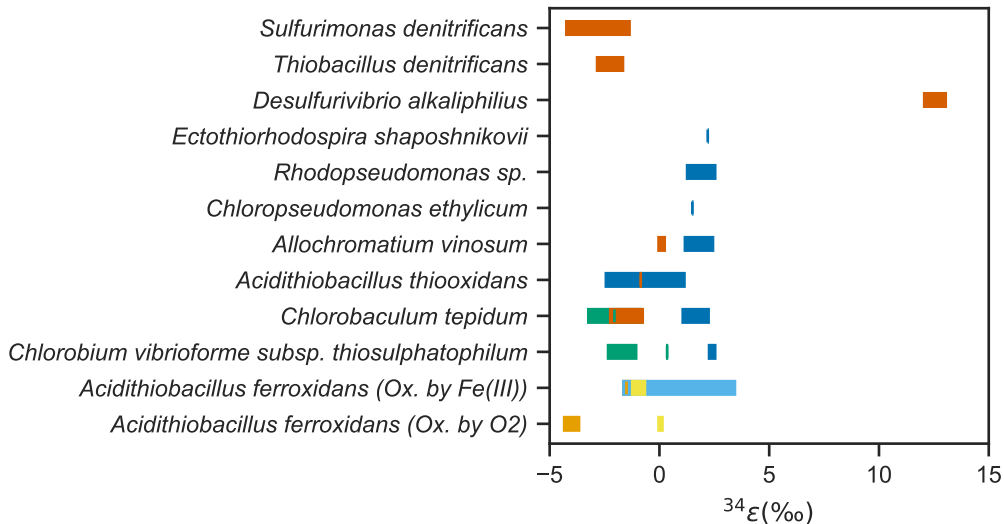 Sulfurimonas denitrificans
Thiobacillus denitrificans
Desulfurivibrio alkaliphilius
Ectothiorhodospira shaposhnikovii
Rhodopseudomonas sp.
Chloropseudomonas ethylicum
Allochromatium vinosum
Acidithiobacillus thiooxidans
Chlorobaculum tepidum
Chlorobium vibrioforme subsp. thiosulphatophilum
Acidithiobacillus ferroxidans (Ox. by Fe(III))
Acidithiobacillus ferroxidans (Ox. by O2)
−5 0 5 10 15
³⁴ε(‰)